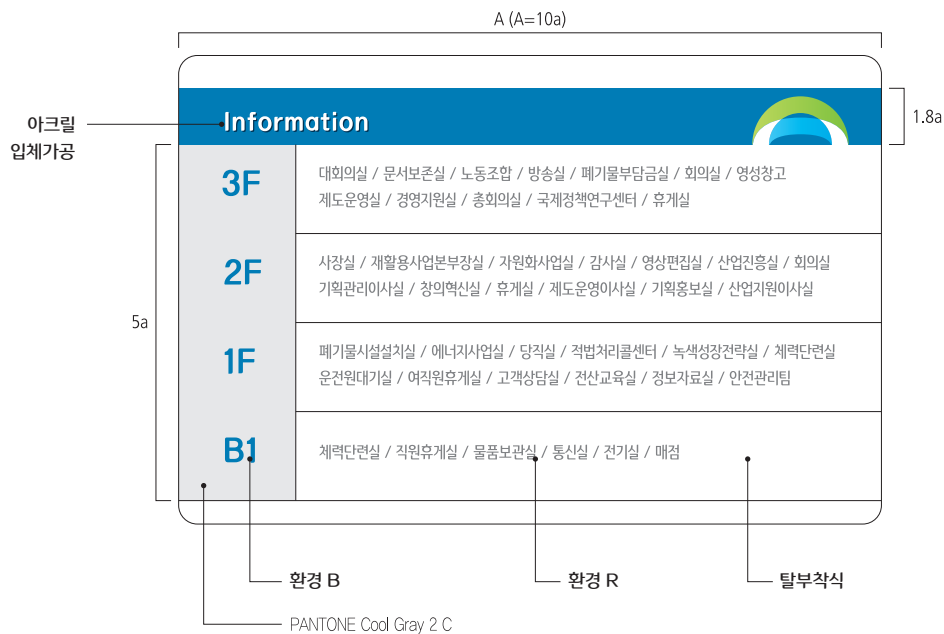 A (A=10a)
아크릴
입체가공
Information
1.8a
3F
대회의실 / 문서보존실 / 노동조합 / 방송실 / 폐기물부담금실 / 회의실 / 영성창고
제도운영실 / 경영지원실 / 총회의실 / 국제정책연구센터 / 휴게실
2F
사장실 / 재활용사업본부장실 / 자원화사업실 / 감사실 / 영상편집실 / 산업진흥실 / 회의실
기획관리이사실 / 창의혁신실 / 휴게실 / 제도운영이사실 / 기획홍보실 / 산업지원이사실
5a
1F
폐기물시설설치실 / 에너지사업실 / 당직실 / 적법처리콜센터 / 녹색성장전략실 / 체력단련실
운전원대기실 / 여직원휴게실 / 고객상담실 / 전산교육실 / 정보자료실 / 안전관리팀
B1
체력단련실 / 직원휴게실 / 물품보관실 / 통신실 / 전기실 / 매점
환경 B
환경 R
탈부착식
PANTONE Cool Gray 2 C